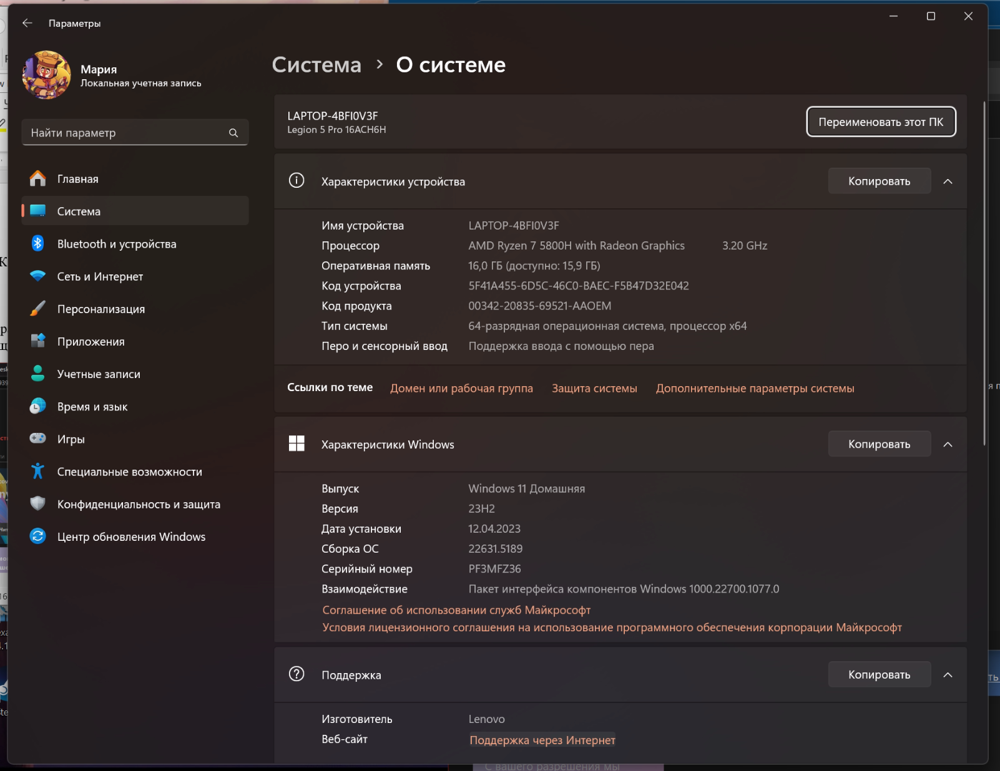 Параметры
Мария
Локальная учетная запись
Найти параметр
Главная
Система
Bluetooth и устройства
Сеть и Интернет
Персонализация
Приложения
Учетные записи
Время и язык
Игры
Специальные возможности
Конфиденциальность и защита
Центр обновления Windows
Система › О системе
LAPTOP-4BFI0V3F
Legion 5 Pro 16ACH6H
Переименовать этот ПК
Характеристики устройства
Копировать
Имя устройства LAPTOP-4BFI0V3F
Процессор AMD Ryzen 7 5800H with Radeon Graphics 3.20 GHz
Оперативная память 16,0 ГБ (доступно: 15,9 ГБ)
Код устройства 5F41A455-6D5C-46C0-BAEC-F5B47D32E042
Код продукта 00342-20835-69521-AAOEM
Тип системы 64-разрядная операционная система, процессор x64
Перо и сенсорный ввод Поддержка ввода с помощью пера
Ссылки по теме Домен или рабочая группа Защита системы Дополнительные параметры системы
Характеристики Windows
Копировать
Выпуск Windows 11 Домашняя
Версия 23H2
Дата установки 12.04.2023
Сборка ОС 22631.5189
Серийный номер PF3MFZ36
Взаимодействие Пакет интерфейса компонентов Windows 1000.22700.1077.0
Соглашение об использовании служб Майкрософт
Условия лицензионного соглашения на использование программного обеспечения корпорации Майкрософт
Поддержка
Копировать
Изготовитель Lenovo
Веб-сайт Поддержка через Интернет
С вашего разрешения мы